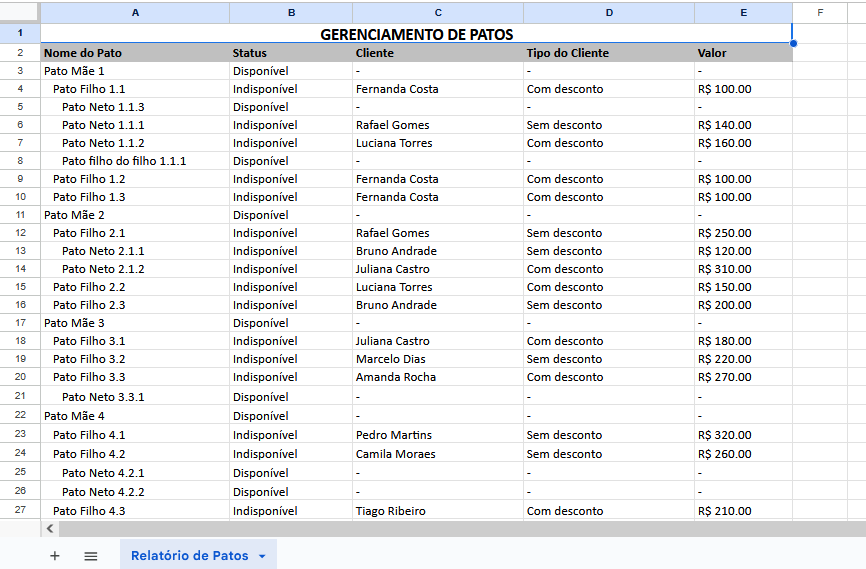 A B C D E F
1 GERENCIAMENTO DE PATOS
2 Nome do Pato Status Cliente Tipo do Cliente Valor
3 Pato Mãe 1 Disponível - - -
4 Pato Filho 1.1 Indisponível Fernanda Costa Com desconto R$ 100.00
5 Pato Neto 1.1.3 Disponível - - -
6 Pato Neto 1.1.1 Indisponível Rafael Gomes Sem desconto R$ 140.00
7 Pato Neto 1.1.2 Indisponível Luciana Torres Com desconto R$ 160.00
8 Pato filho do filho 1.1.1 Disponível - - -
9 Pato Filho 1.2 Indisponível Fernanda Costa Com desconto R$ 100.00
10 Pato Filho 1.3 Indisponível Fernanda Costa Com desconto R$ 100.00
11 Pato Mãe 2 Disponível - - -
12 Pato Filho 2.1 Indisponível Rafael Gomes Sem desconto R$ 250.00
13 Pato Neto 2.1.1 Indisponível Bruno Andrade Sem desconto R$ 120.00
14 Pato Neto 2.1.2 Indisponível Juliana Castro Com desconto R$ 310.00
15 Pato Filho 2.2 Indisponível Luciana Torres Com desconto R$ 150.00
16 Pato Filho 2.3 Indisponível Bruno Andrade Sem desconto R$ 200.00
17 Pato Mãe 3 Disponível - - -
18 Pato Filho 3.1 Indisponível Juliana Castro Com desconto R$ 180.00
19 Pato Filho 3.2 Indisponível Marcelo Dias Sem desconto R$ 220.00
20 Pato Filho 3.3 Indisponível Amanda Rocha Com desconto R$ 270.00
21 Pato Neto 3.3.1 Disponível - - -
22 Pato Mãe 4 Disponível - - -
23 Pato Filho 4.1 Indisponível Pedro Martins Sem desconto R$ 320.00
24 Pato Filho 4.2 Indisponível Camila Moraes Sem desconto R$ 260.00
25 Pato Neto 4.2.1 Disponível - - -
26 Pato Neto 4.2.2 Disponível - - -
27 Pato Filho 4.3 Indisponível Tiago Ribeiro Com desconto R$ 210.00
Relatório de Patos